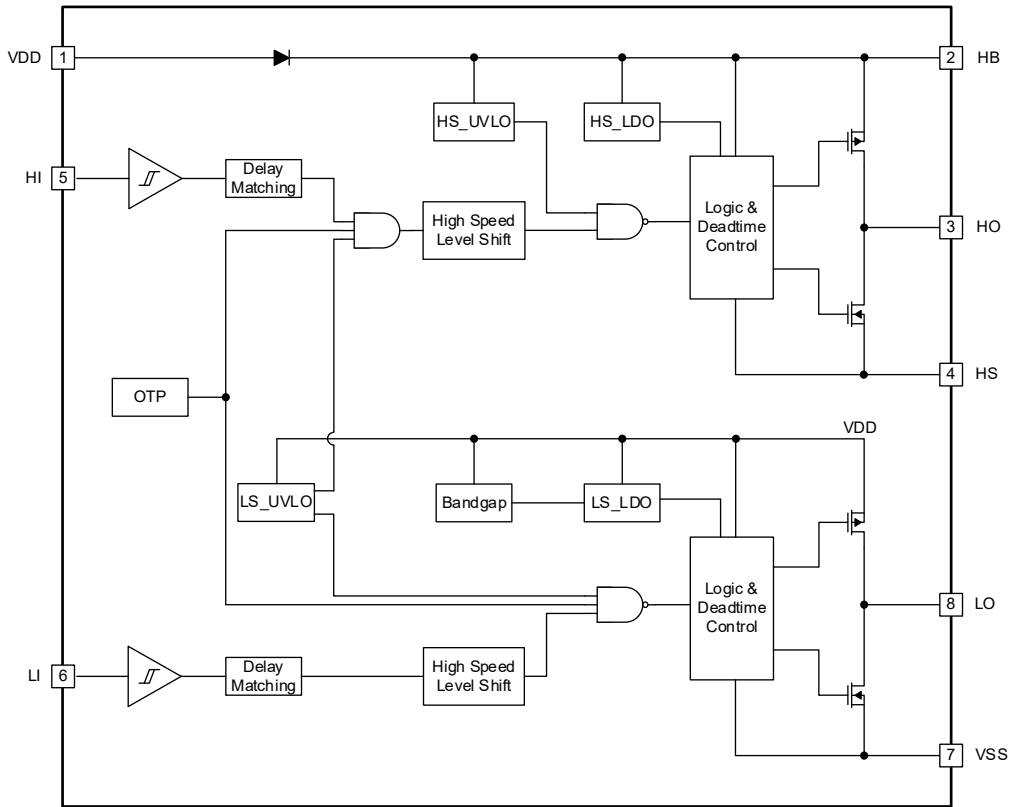 VDD 1
2 HB
HS_UVLO
HS_LDO
HI 5
Delay
Matching
High Speed
Level Shift
Logic &
Deadtime
Control
3 HO
4 HS
OTP
VDD
LS_UVLO
Bandgap
LS_LDO
Logic &
Deadtime
Control
8 LO
LI 6
Delay
Matching
High Speed
Level Shift
7 VSS